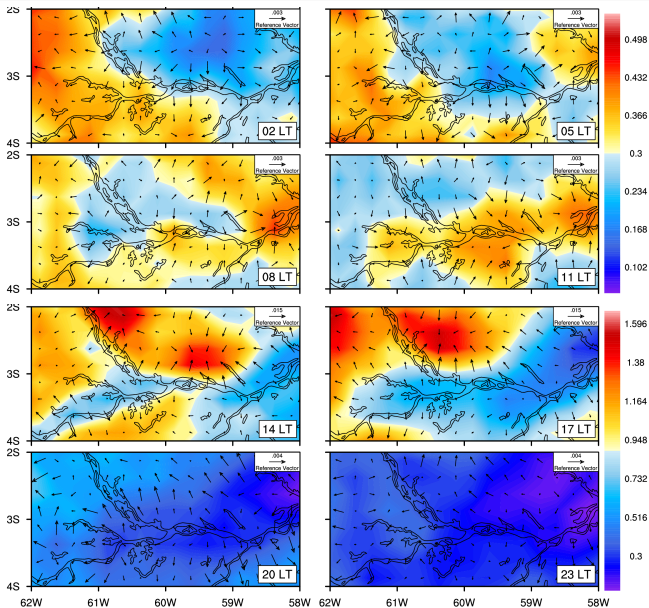 2S
3S
4S
.003
Reference Vector
02 LT
2S
3S
4S
.003
Reference Vector
05 LT
0.498
0.432
0.366
0.3
0.234
0.168
0.102
2S
3S
4S
.003
Reference Vector
08 LT
.003
Reference Vector
11 LT
2S
3S
4S
.015
Reference Vector
14 LT
.015
Reference Vector
17 LT
1.596
1.38
1.164
0.948
0.732
0.516
0.3
2S
3S
4S
.004
Reference Vector
20 LT
.004
Reference Vector
23 LT
62W 61W 60W 59W 58W
62W 61W 60W 59W 58W